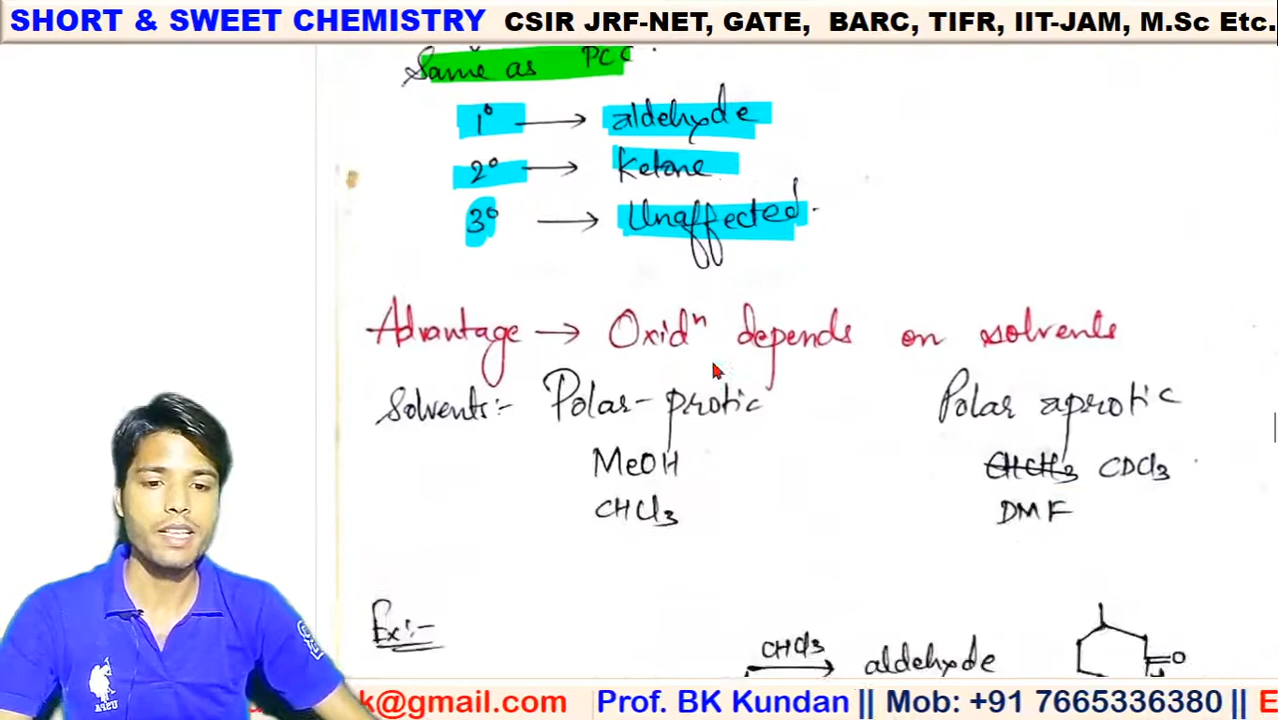 SHORT & SWEET CHEMISTRY CSIR JRF-NET, GATE, BARC, TIFR, IIT-JAM, M.Sc Etc.
Same as PCC.
1° → aldehyde
2° → ketone
3° → Unaffected.
Advantage → Oxidⁿ depends on solvents
Solvents:- Polar-protic Polar aprotic
MeOH CDCl3
CHCl3 DMF
Ex:-
CHCl3
aldehyde
O
k@gmail.com Prof. BK Kundan || Mob: +91 7665336380 || E